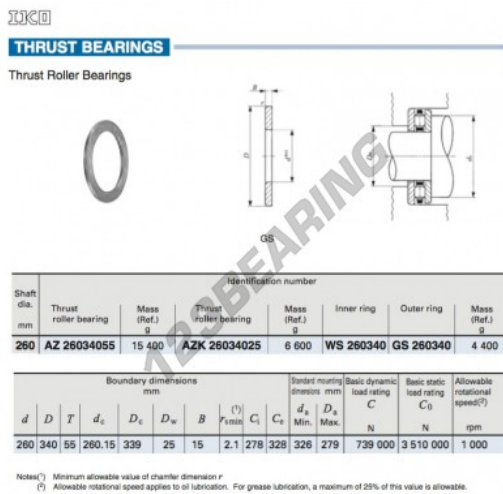 IKO
THRUST BEARINGS
Thrust Roller Bearings
B
r
D
GS
123BEARING
Identification number
Shaft dia. mm
Thrust roller bearing
Mass (Ref.) g
Thrust roller bearing
Mass (Ref.) g
Inner ring
Outer ring
Mass (Ref.) g
260 AZ 26034055 15 400 AZK 26034025 6 600 WS 260340 GS 260340 4 400
Boundary dimensions mm
Standard mounting dimensions mm
Basic dynamic load rating C N
Basic static load rating C0 N
Allowable rotational speed(2) rpm
d D T dc Dc Dw B rs min(1) Ci Ce da Min. Da Max.
260 340 55 260.15 339 25 15 2.1 278 328 326 279 739 000 3 510 000 1 000
Notes(1) Minimum allowable value of chamfer dimension r
(2) Allowable rotational speed applies to oil lubrication. For grease lubrication, a maximum of 25% of this value is allowable.